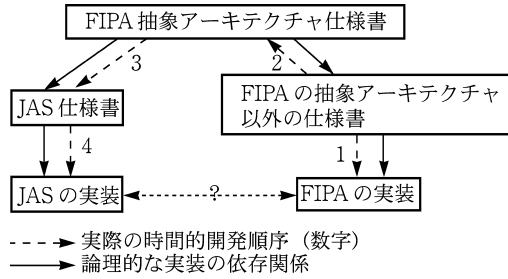 FIPA 抽象アーキテクチャ仕様書
3
2
JAS 仕様書
FIPA の抽象アーキテクチャ
以外の仕様書
4
1
JAS の実装
?
FIPA の実装
実際の時間的開発順序（数字）
論理的な実装の依存関係